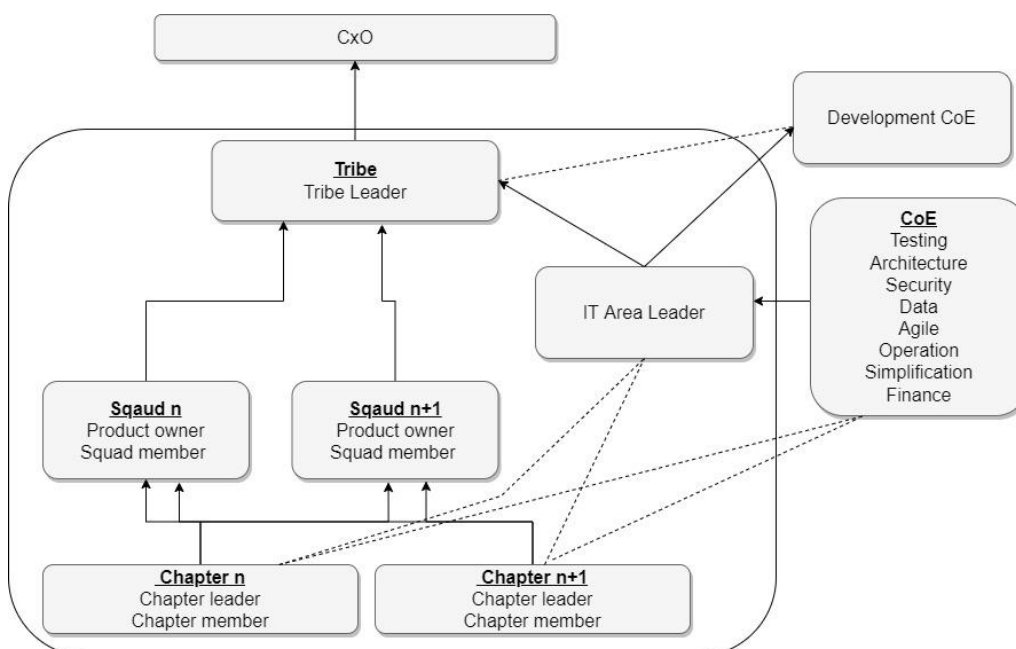 CxO
Development CoE
Tribe
Tribe Leader
CoE
Testing
Architecture
Security
Data
Agile
Operation
Simplification
Finance
IT Area Leader
Sqaud n
Product owner
Squad member
Sqaud n+1
Product owner
Squad member
Chapter n
Chapter leader
Chapter member
Chapter n+1
Chapter leader
Chapter member